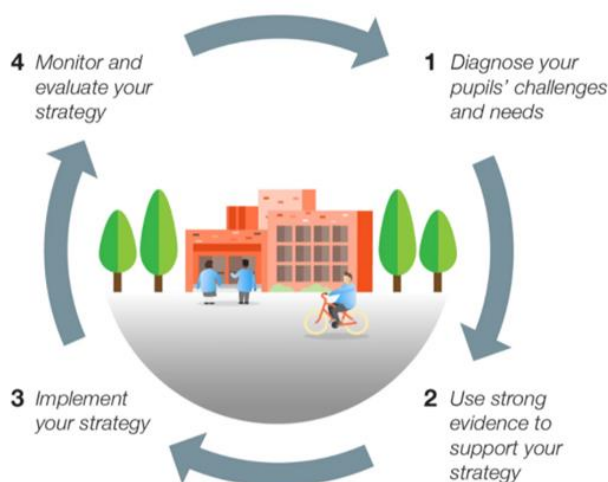 1 Diagnose your
pupils' challenges
and needs
2 Use strong
evidence to
support your
strategy
3 Implement
your strategy
4 Monitor and
evaluate your
strategy